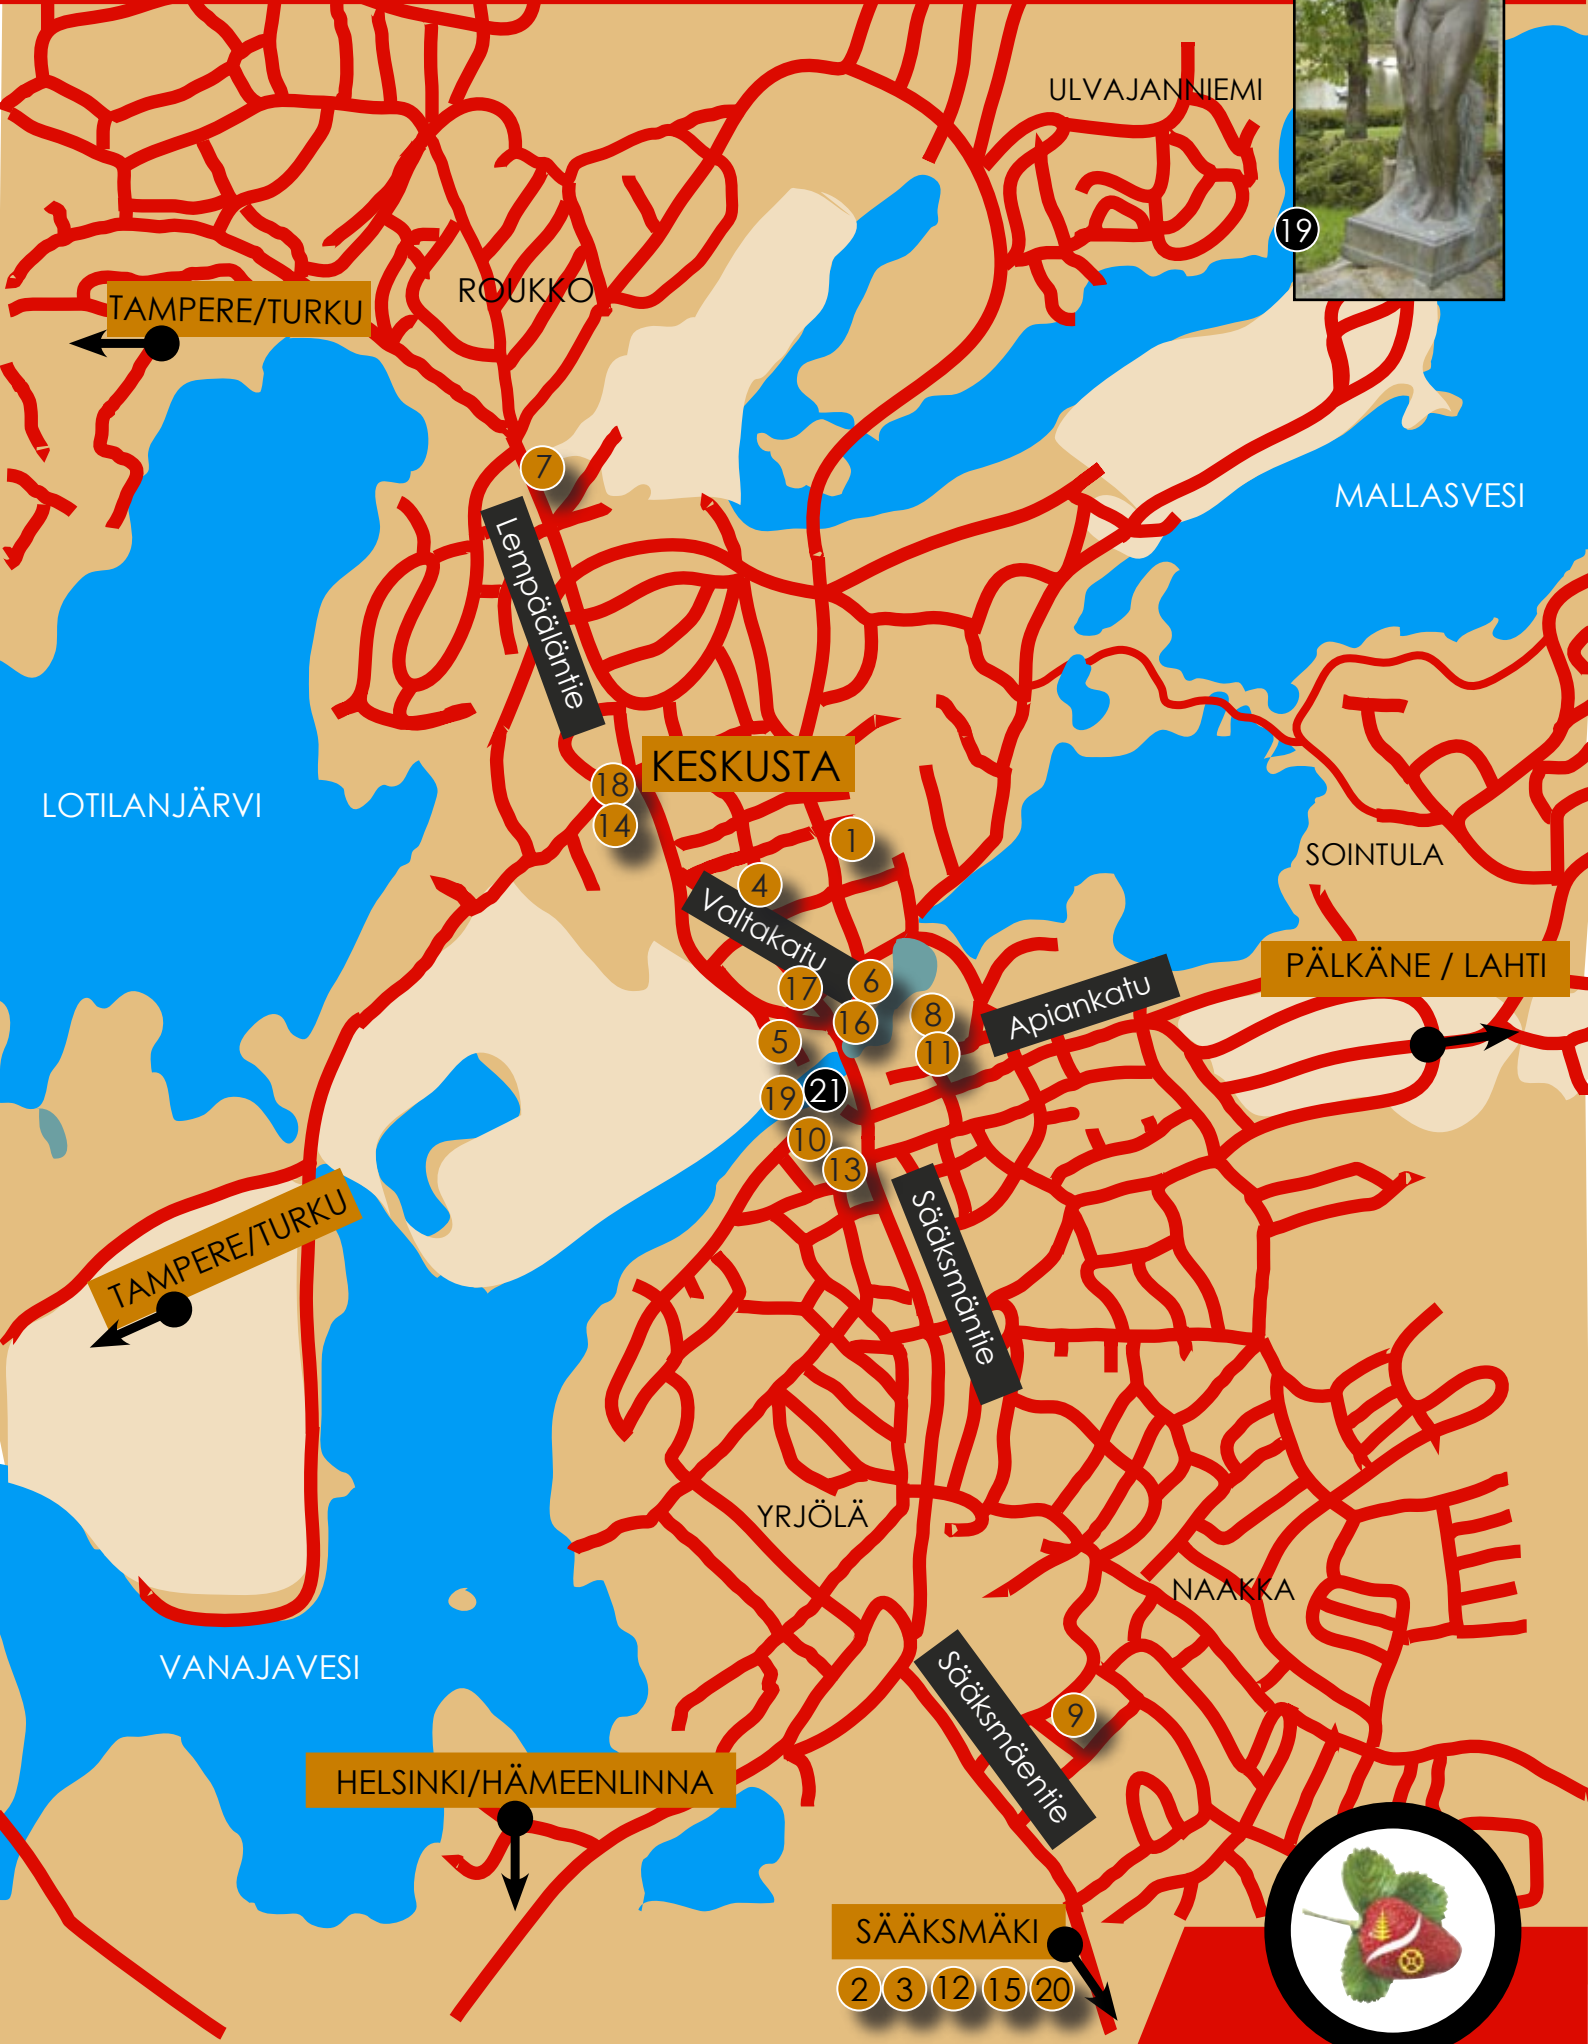 ULVAJANNIEMI
19
ROUKKO
TAMPERE/TURKU
7
MALLASVESI
Lempääläntie
KESKUSTA
18
14
LOTILANJÄRVI
1
SOINTULA
4
Valtakatu
PÄLKÄNE / LAHTI
17
6
Apiankatu
16
8
5
11
19
21
10
13
TAMPERE/TURKU
Sääksmäntie
YRJÖLÄ
NAAKKA
VANAJAVESI
Sääksmäentie
9
HELSINKI/HÄMEENLINNA
SÄÄKSMÄKI
2 3 12 15 20